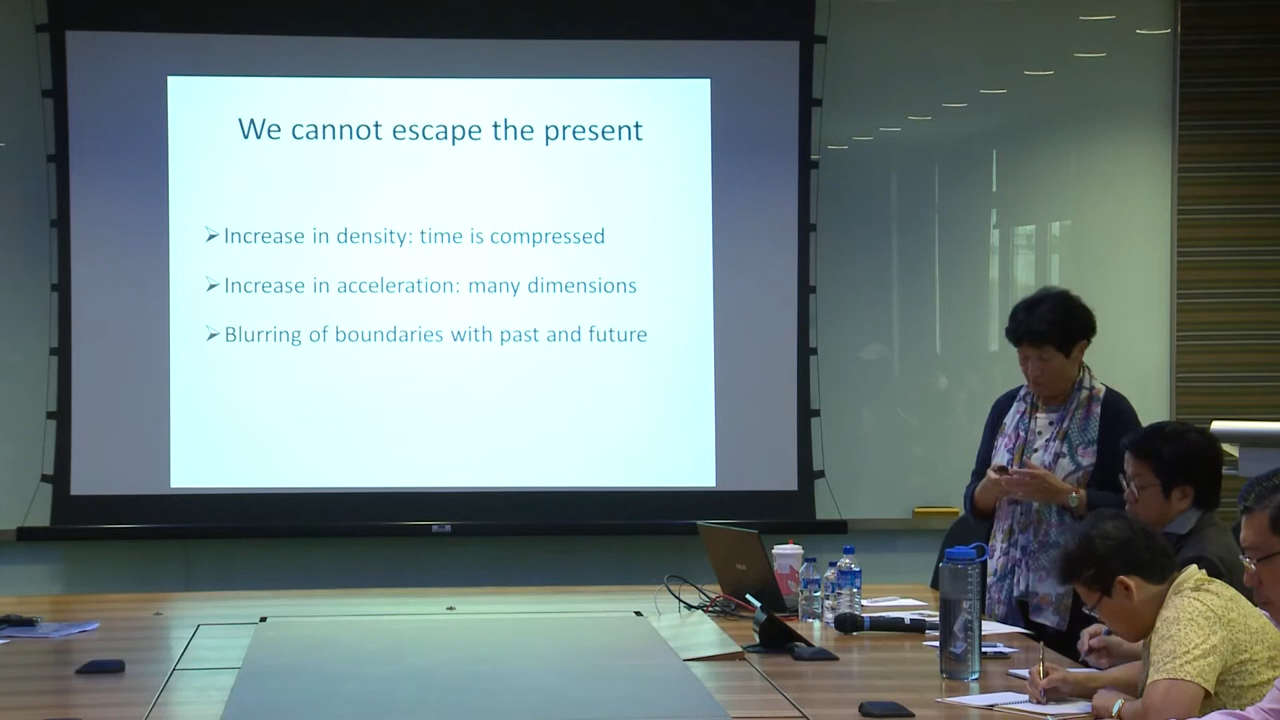 We cannot escape the present
➢Increase in density: time is compressed
➢Increase in acceleration: many dimensions
➢Blurring of boundaries with past and future